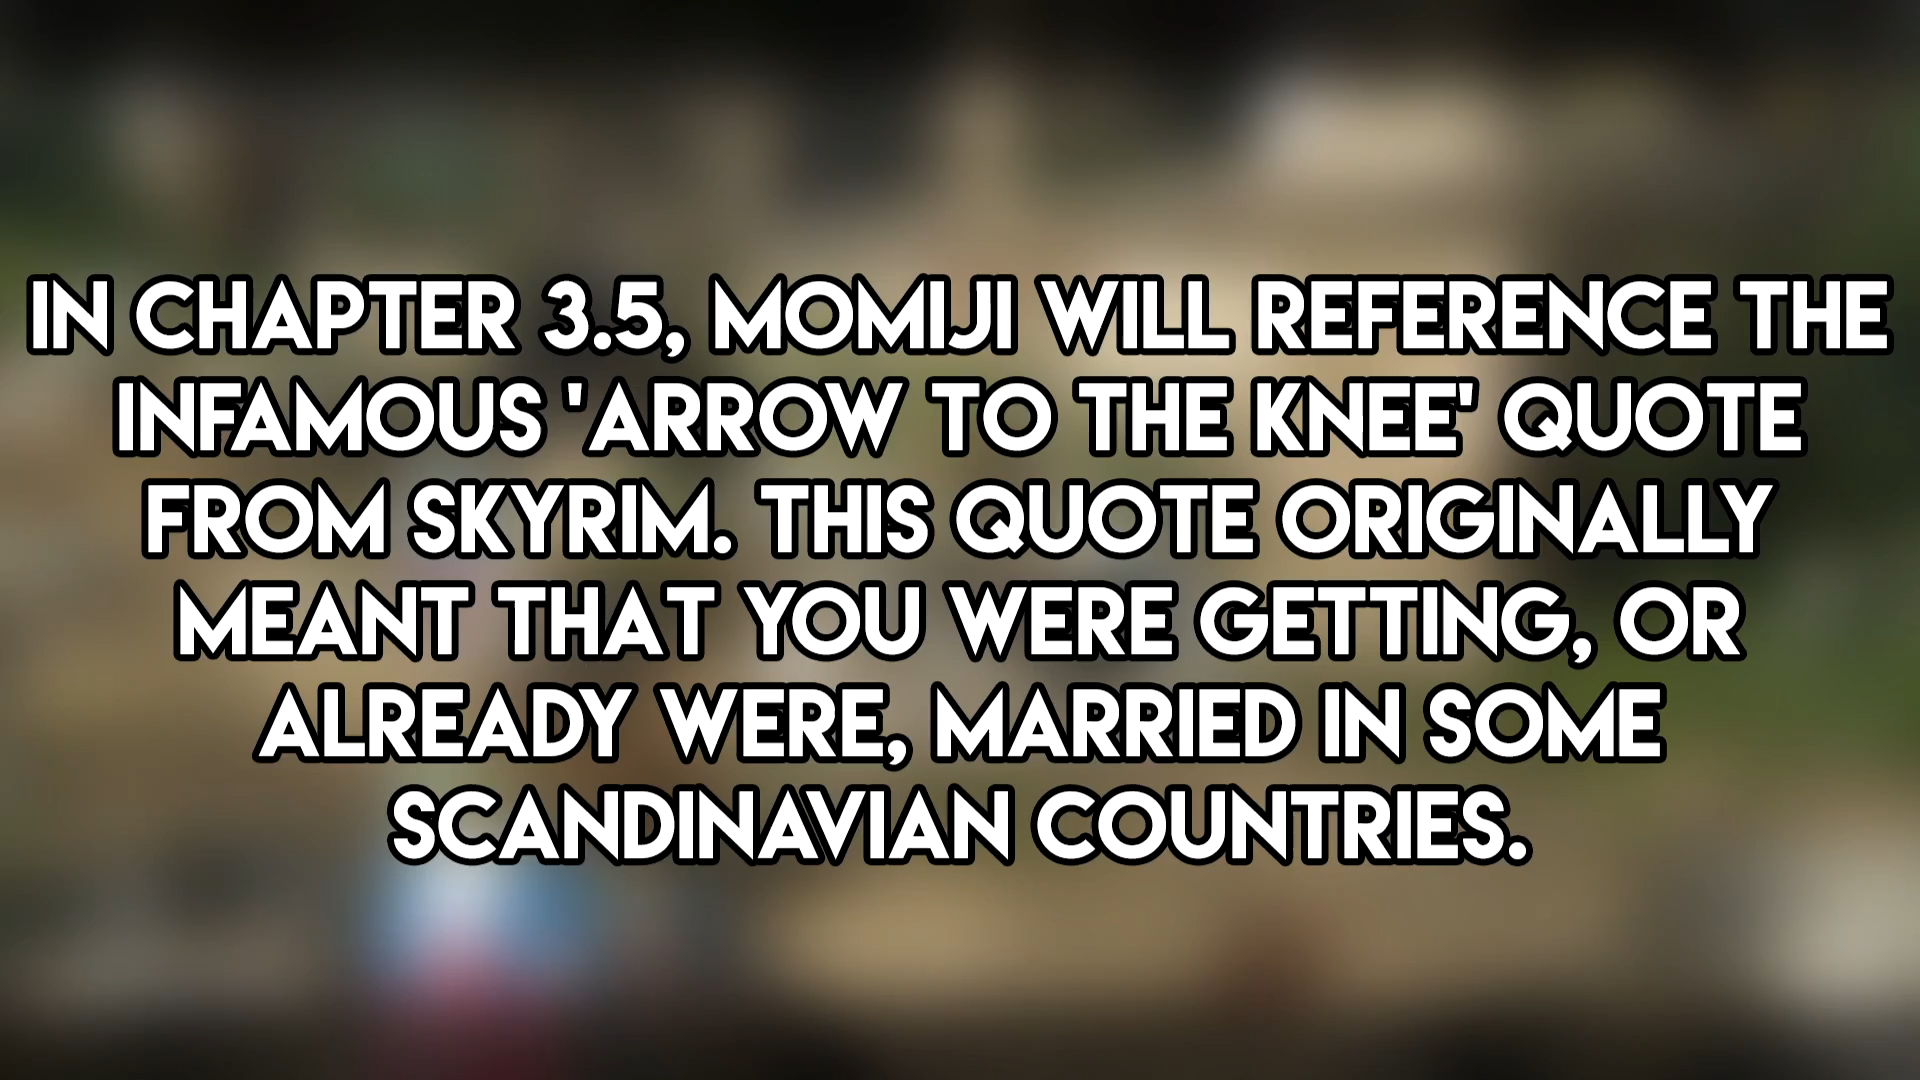 IN CHAPTER 3.5, MOMIJI WILL REFERENCE THE
INFAMOUS 'ARROW TO THE KNEE' QUOTE
FROM SKYRIM. THIS QUOTE ORIGINALLY
MEANT THAT YOU WERE GETTING, OR
ALREADY WERE, MARRIED IN SOME
SCANDINAVIAN COUNTRIES.